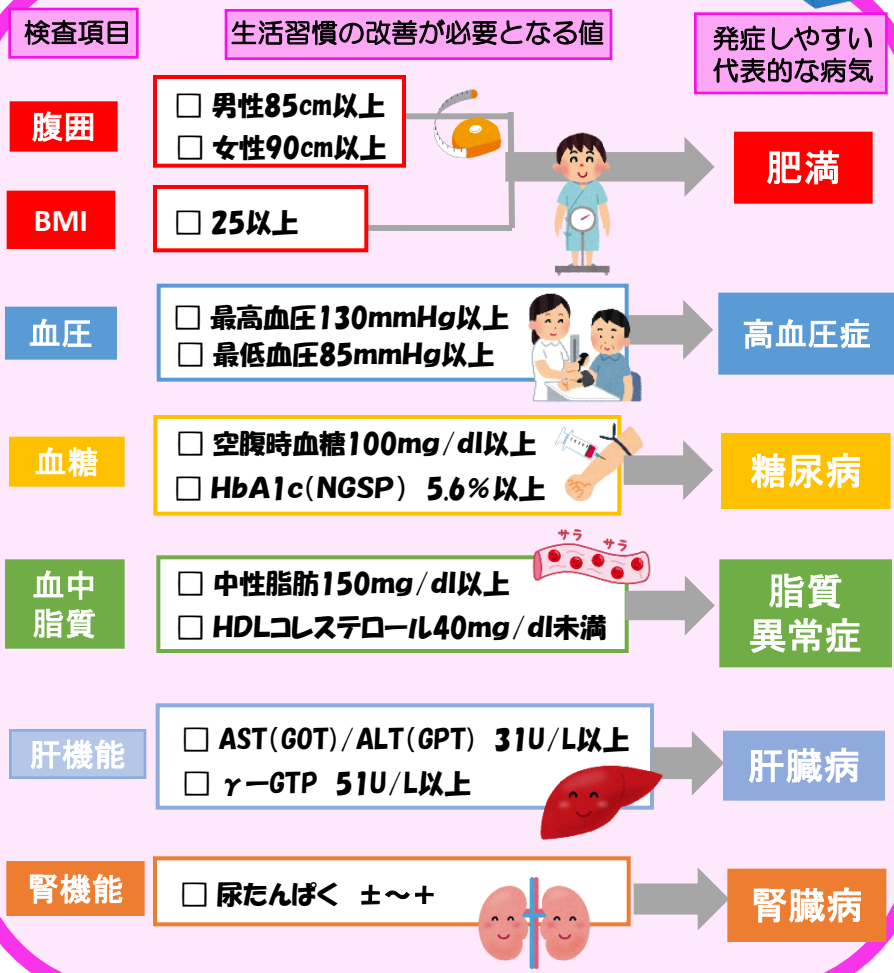 検査項目
生活習慣の改善が必要となる値
発症しやすい
代表的な病気
腹囲
□ 男性85cm以上
□ 女性90cm以上
BMI
□ 25以上
肥満
血圧
□ 最高血圧130mmHg以上
□ 最低血圧85mmHg以上
高血圧症
血糖
□ 空腹時血糖100mg/dl以上
□ HbA1c(NGSP) 5.6%以上
糖尿病
サラ サラ
血中
脂質
□ 中性脂肪150mg/dl以上
□ HDLコレステロール40mg/dl未満
脂質
異常症
肝機能
□ AST(GOT)/ALT(GPT) 31U/L以上
□ γーGTP 51U/L以上
肝臓病
腎機能
□ 尿たんぱく ±～+
腎臓病